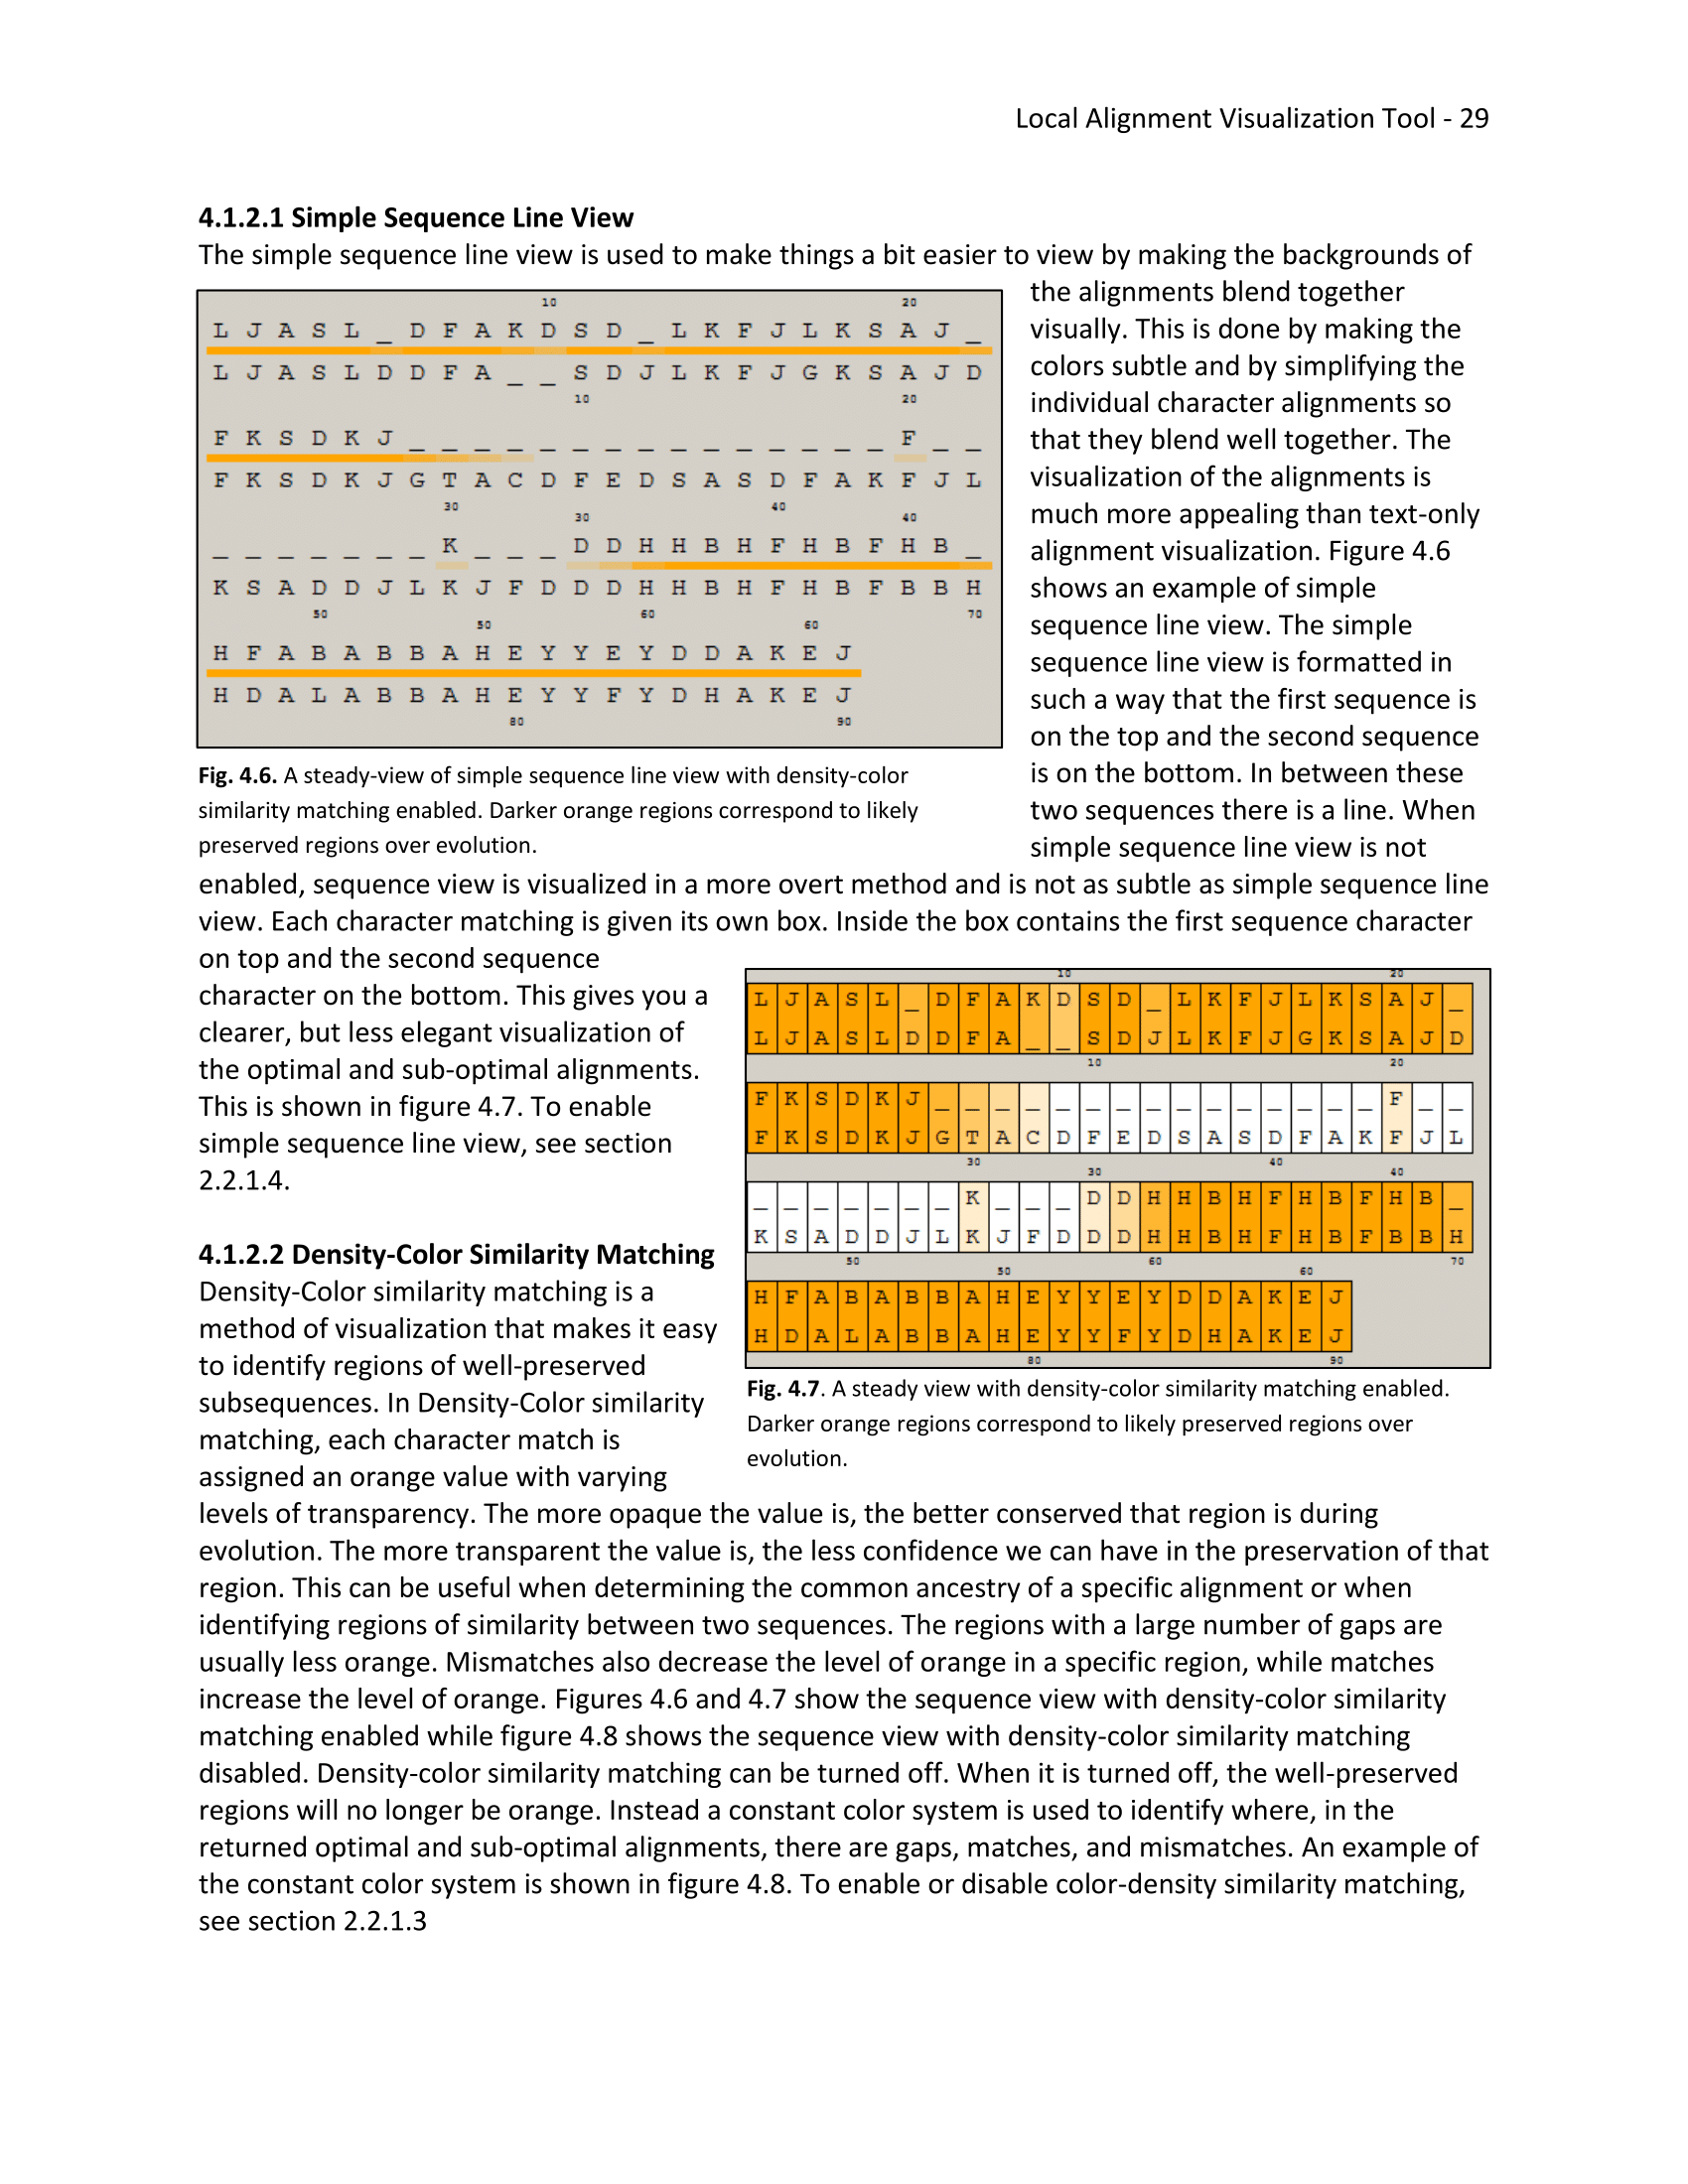 Local Alignment Visualization Tool - 29
4.1.2.1 Simple Sequence Line View
The simple sequence line view is used to make things a bit easier to view by making the backgrounds of
10 20
L J A S L _ D F A K D S D _ L K F J L K S A J _
L J A S L D D F A _ _ S D J L K F J G K S A J D
10 20
F K S D K J _ _ _ _ _ _ _ _ _ _ _ _ _ _ _ F _ _
F K S D K J G T A C D F E D S A S D F A K F J L
30 40
30 40
_ _ _ _ _ _ _ K _ _ _ D D H H B H F H B F H B _
K S A D D J L K J F D D D H H B H F H B F B B H
50 60 70
50 60
H F A B A B B A H E Y Y E Y D D A K E J
H D A L A B B A H E Y Y F Y D H A K E J
80 90
Fig. 4.6. A steady-view of simple sequence line view with density-color
similarity matching enabled. Darker orange regions correspond to likely
preserved regions over evolution.
the alignments blend together
visually. This is done by making the
colors subtle and by simplifying the
individual character alignments so
that they blend well together. The
visualization of the alignments is
much more appealing than text-only
alignment visualization. Figure 4.6
shows an example of simple
sequence line view. The simple
sequence line view is formatted in
such a way that the first sequence is
on the top and the second sequence
is on the bottom. In between these
two sequences there is a line. When
simple sequence line view is not
enabled, sequence view is visualized in a more overt method and is not as subtle as simple sequence line
view. Each character matching is given its own box. Inside the box contains the first sequence character
on top and the second sequence
character on the bottom. This gives you a
clearer, but less elegant visualization of
the optimal and sub-optimal alignments.
This is shown in figure 4.7. To enable
simple sequence line view, see section
2.2.1.4.
10 20
L J A S L _ D F A K D S D _ L K F J L K S A J _
L J A S L D D F A _ _ S D J L K F J G K S A J D
10 20
F K S D K J _ _ _ _ _ _ _ _ _ _ _ _ _ _ _ F _ _
F K S D K J G T A C D F E D S A S D F A K F J L
30 40
30 40
_ _ _ _ _ _ _ K _ _ _ D D H H B H F H B F H B _
K S A D D J L K J F D D D H H B H F H B F B B H
50 60 70
50 60
H F A B A B B A H E Y Y E Y D D A K E J
H D A L A B B A H E Y Y F Y D H A K E J
80 90
Fig. 4.7. A steady view with density-color similarity matching enabled.
Darker orange regions correspond to likely preserved regions over
evolution.
4.1.2.2 Density-Color Similarity Matching
Density-Color similarity matching is a
method of visualization that makes it easy
to identify regions of well-preserved
subsequences. In Density-Color similarity
matching, each character match is
assigned an orange value with varying
levels of transparency. The more opaque the value is, the better conserved that region is during
evolution. The more transparent the value is, the less confidence we can have in the preservation of that
region. This can be useful when determining the common ancestry of a specific alignment or when
identifying regions of similarity between two sequences. The regions with a large number of gaps are
usually less orange. Mismatches also decrease the level of orange in a specific region, while matches
increase the level of orange. Figures 4.6 and 4.7 show the sequence view with density-color similarity
matching enabled while figure 4.8 shows the sequence view with density-color similarity matching
disabled. Density-color similarity matching can be turned off. When it is turned off, the well-preserved
regions will no longer be orange. Instead a constant color system is used to identify where, in the
returned optimal and sub-optimal alignments, there are gaps, matches, and mismatches. An example of
the constant color system is shown in figure 4.8. To enable or disable color-density similarity matching,
see section 2.2.1.3